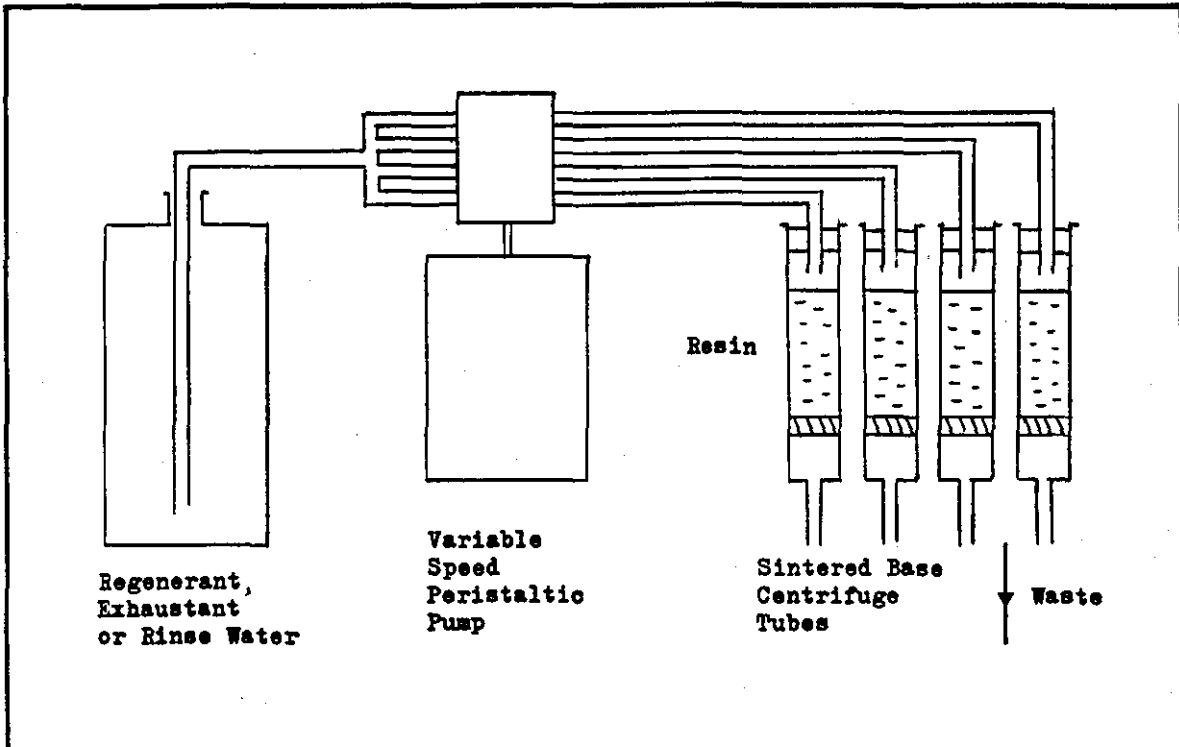 Resin
Regenerant,
Exhaustant
or Rinse Water
Variable
Speed
Peristaltic
Pump
Sintered Base
Centrifuge
Tubes
Waste